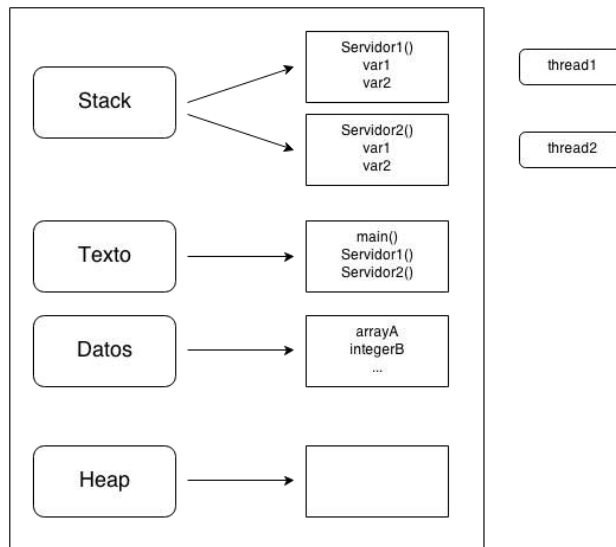 Stack
Servidor1()
var1
var2
thread1
Servidor2()
var1
var2
thread2
Texto
main()
Servidor1()
Servidor2()
Datos
arrayA
integerB
...
Heap